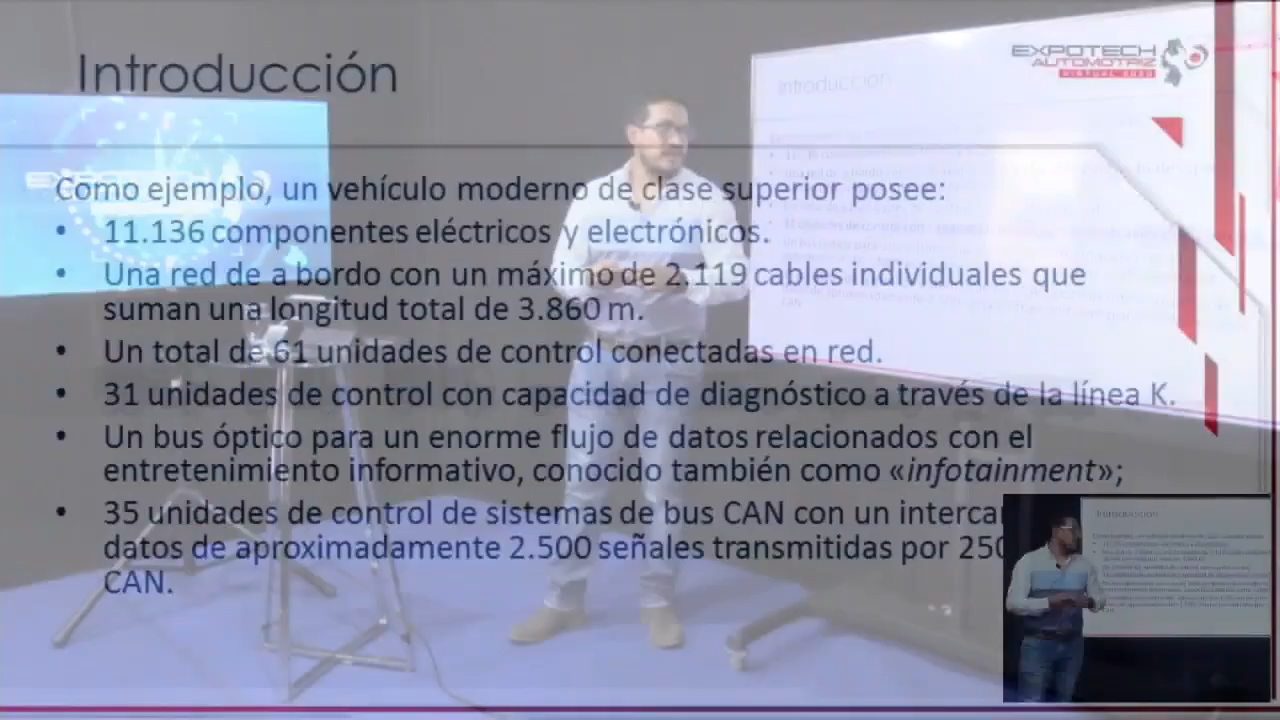 Introducción
EXPOTECH
AUTOMOTRIZ
Como ejemplo, un vehículo moderno de clase superior posee:
• 11.136 componentes eléctricos y electrónicos.
• Una red de a bordo con un máximo de 2.119 cables individuales que
suman una longitud total de 3.860 m.
• Un total de 61 unidades de control conectadas en red.
• 31 unidades de control con capacidad de diagnóstico a través de la línea K.
• Un bus óptico para un enorme flujo de datos relacionados con el
entretenimiento informativo, conocido también como «infotainment»;
• 35 unidades de control de sistemas de bus CAN con un intercam
datos de aproximadamente 2.500 señales transmitidas por 250
CAN.
Introducción